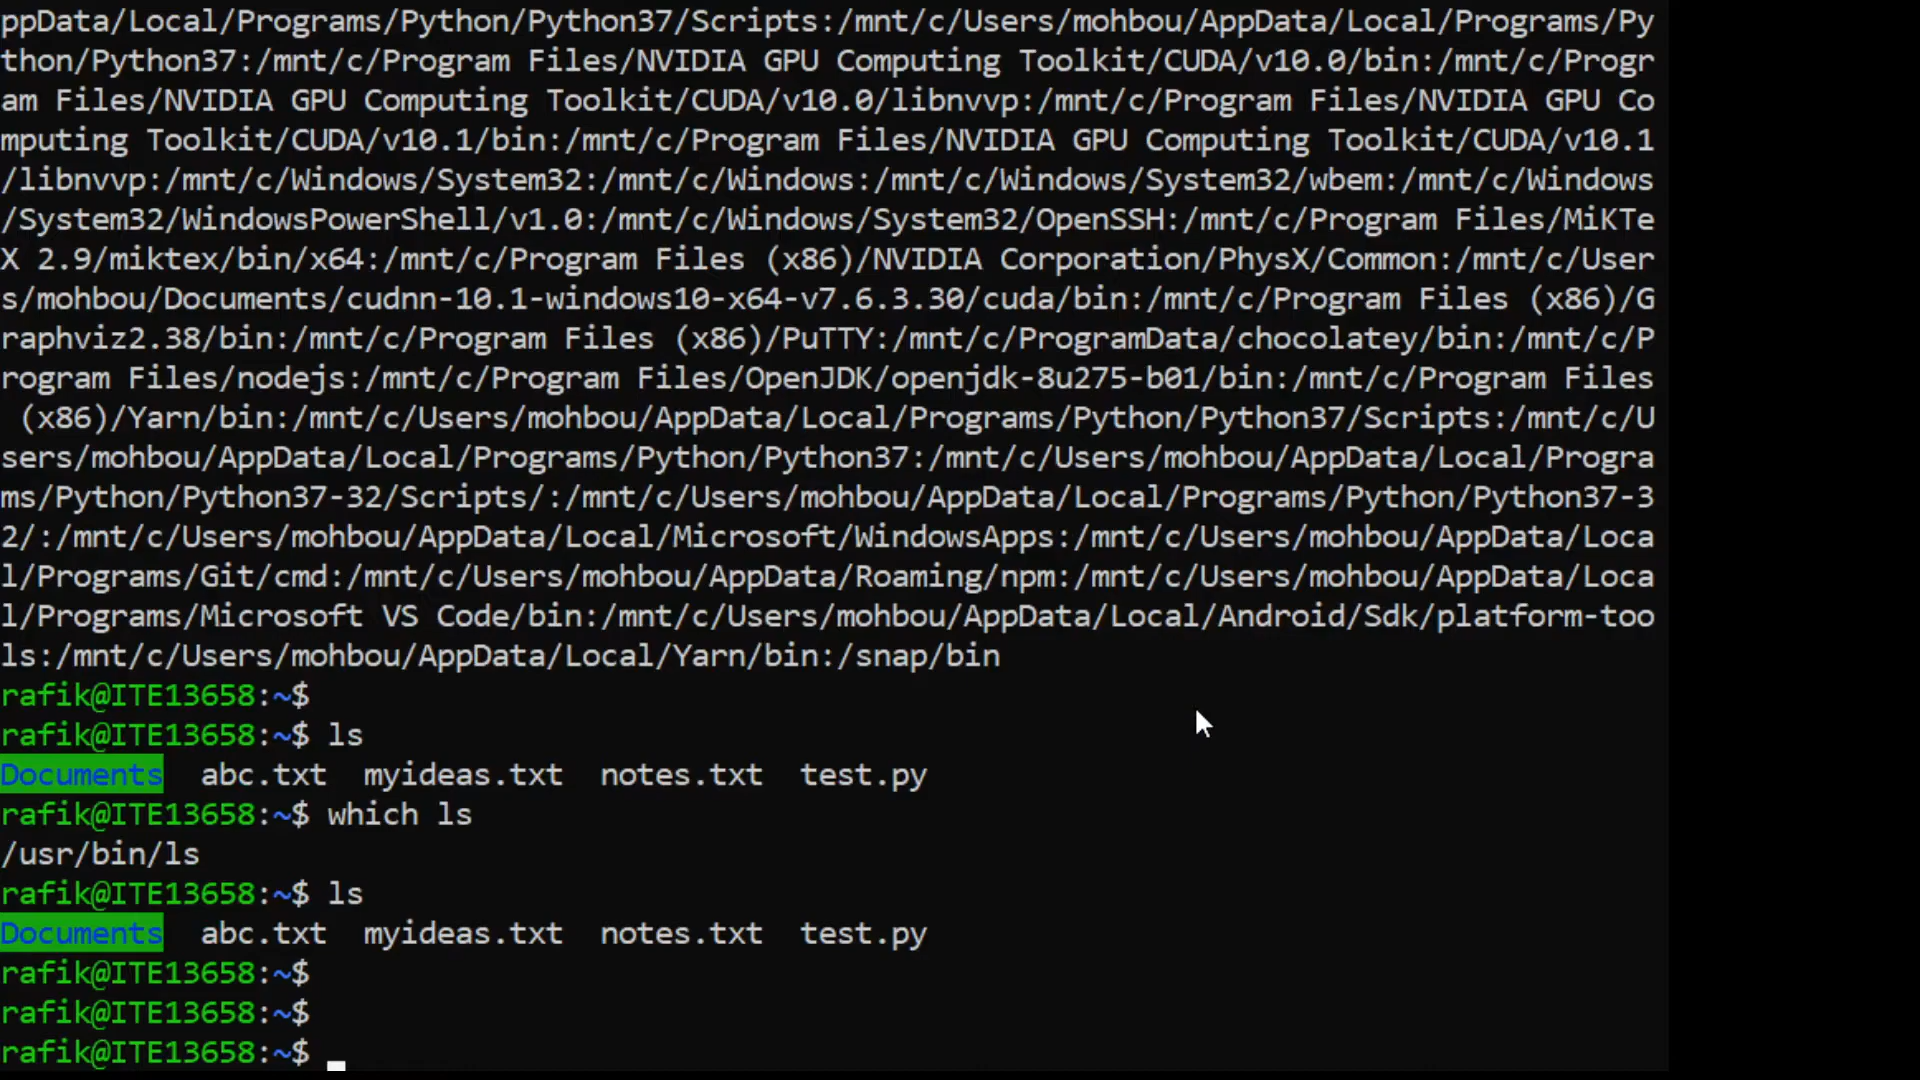 ppData/Local/Programs/Python/Python37/Scripts:/mnt/c/Users/mohbou/AppData/Local/Programs/Py
thon/Python37:/mnt/c/Program Files/NVIDIA GPU Computing Toolkit/CUDA/v10.0/bin:/mnt/c/Progr
am Files/NVIDIA GPU Computing Toolkit/CUDA/v10.0/libnvvp:/mnt/c/Program Files/NVIDIA GPU Co
mputing Toolkit/CUDA/v10.1/bin:/mnt/c/Program Files/NVIDIA GPU Computing Toolkit/CUDA/v10.1
/libnvvp:/mnt/c/Windows/System32:/mnt/c/Windows:/mnt/c/Windows/System32/wbem:/mnt/c/Windows
/System32/WindowsPowerShell/v1.0:/mnt/c/Windows/System32/OpenSSH:/mnt/c/Program Files/MiKTe
X 2.9/miktex/bin/x64:/mnt/c/Program Files (x86)/NVIDIA Corporation/PhysX/Common:/mnt/c/User
s/mohbou/Documents/cudnn-10.1-windows10-x64-v7.6.3.30/cuda/bin:/mnt/c/Program Files (x86)/G
raphviz2.38/bin:/mnt/c/Program Files (x86)/PuTTY:/mnt/c/ProgramData/chocolatey/bin:/mnt/c/P
rogram Files/nodejs:/mnt/c/Program Files/OpenJDK/openjdk-8u275-b01/bin:/mnt/c/Program Files
 (x86)/Yarn/bin:/mnt/c/Users/mohbou/AppData/Local/Programs/Python/Python37/Scripts:/mnt/c/U
sers/mohbou/AppData/Local/Programs/Python/Python37:/mnt/c/Users/mohbou/AppData/Local/Progra
ms/Python/Python37-32/Scripts/:/mnt/c/Users/mohbou/AppData/Local/Programs/Python/Python37-3
2/:/mnt/c/Users/mohbou/AppData/Local/Microsoft/WindowsApps:/mnt/c/Users/mohbou/AppData/Loca
l/Programs/Git/cmd:/mnt/c/Users/mohbou/AppData/Roaming/npm:/mnt/c/Users/mohbou/AppData/Loca
l/Programs/Microsoft VS Code/bin:/mnt/c/Users/mohbou/AppData/Local/Android/Sdk/platform-too
ls:/mnt/c/Users/mohbou/AppData/Local/Yarn/bin:/snap/bin
rafik@ITE13658:~$
rafik@ITE13658:~$ ls
Documents  abc.txt  myideas.txt  notes.txt  test.py
rafik@ITE13658:~$ which ls
/usr/bin/ls
rafik@ITE13658:~$ ls
Documents  abc.txt  myideas.txt  notes.txt  test.py
rafik@ITE13658:~$
rafik@ITE13658:~$
rafik@ITE13658:~$